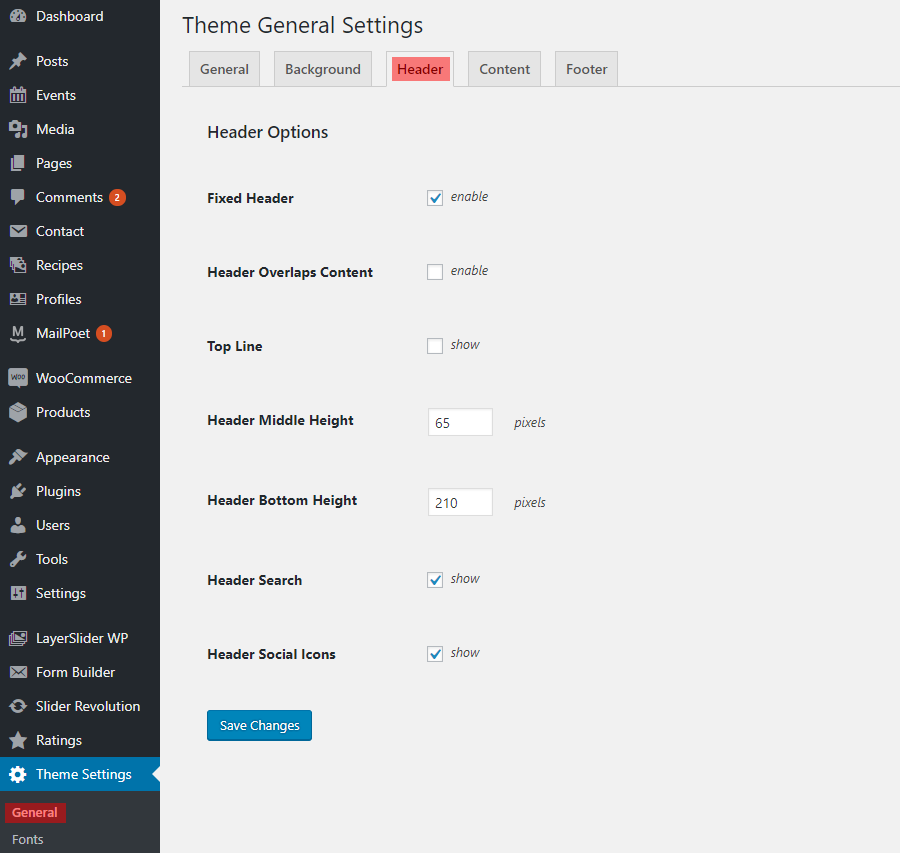 Dashboard
Posts
Events
Media
Pages
Comments 2
Contact
Recipes
Profiles
MailPoet 1
WooCommerce
Products
Appearance
Plugins
Users
Tools
Settings
LayerSlider WP
Form Builder
Slider Revolution
Ratings
Theme Settings
General
Fonts
Theme General Settings
General Background Header Content Footer
Header Options
Fixed Header enable
Header Overlaps Content enable
Top Line show
Header Middle Height 65 pixels
Header Bottom Height 210 pixels
Header Search show
Header Social Icons show
Save Changes